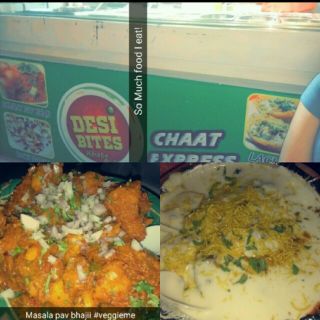 So Much food I eat!
DESI
BITES
CHAAT
EXPRESS
Masala pav bhajii #veggieme